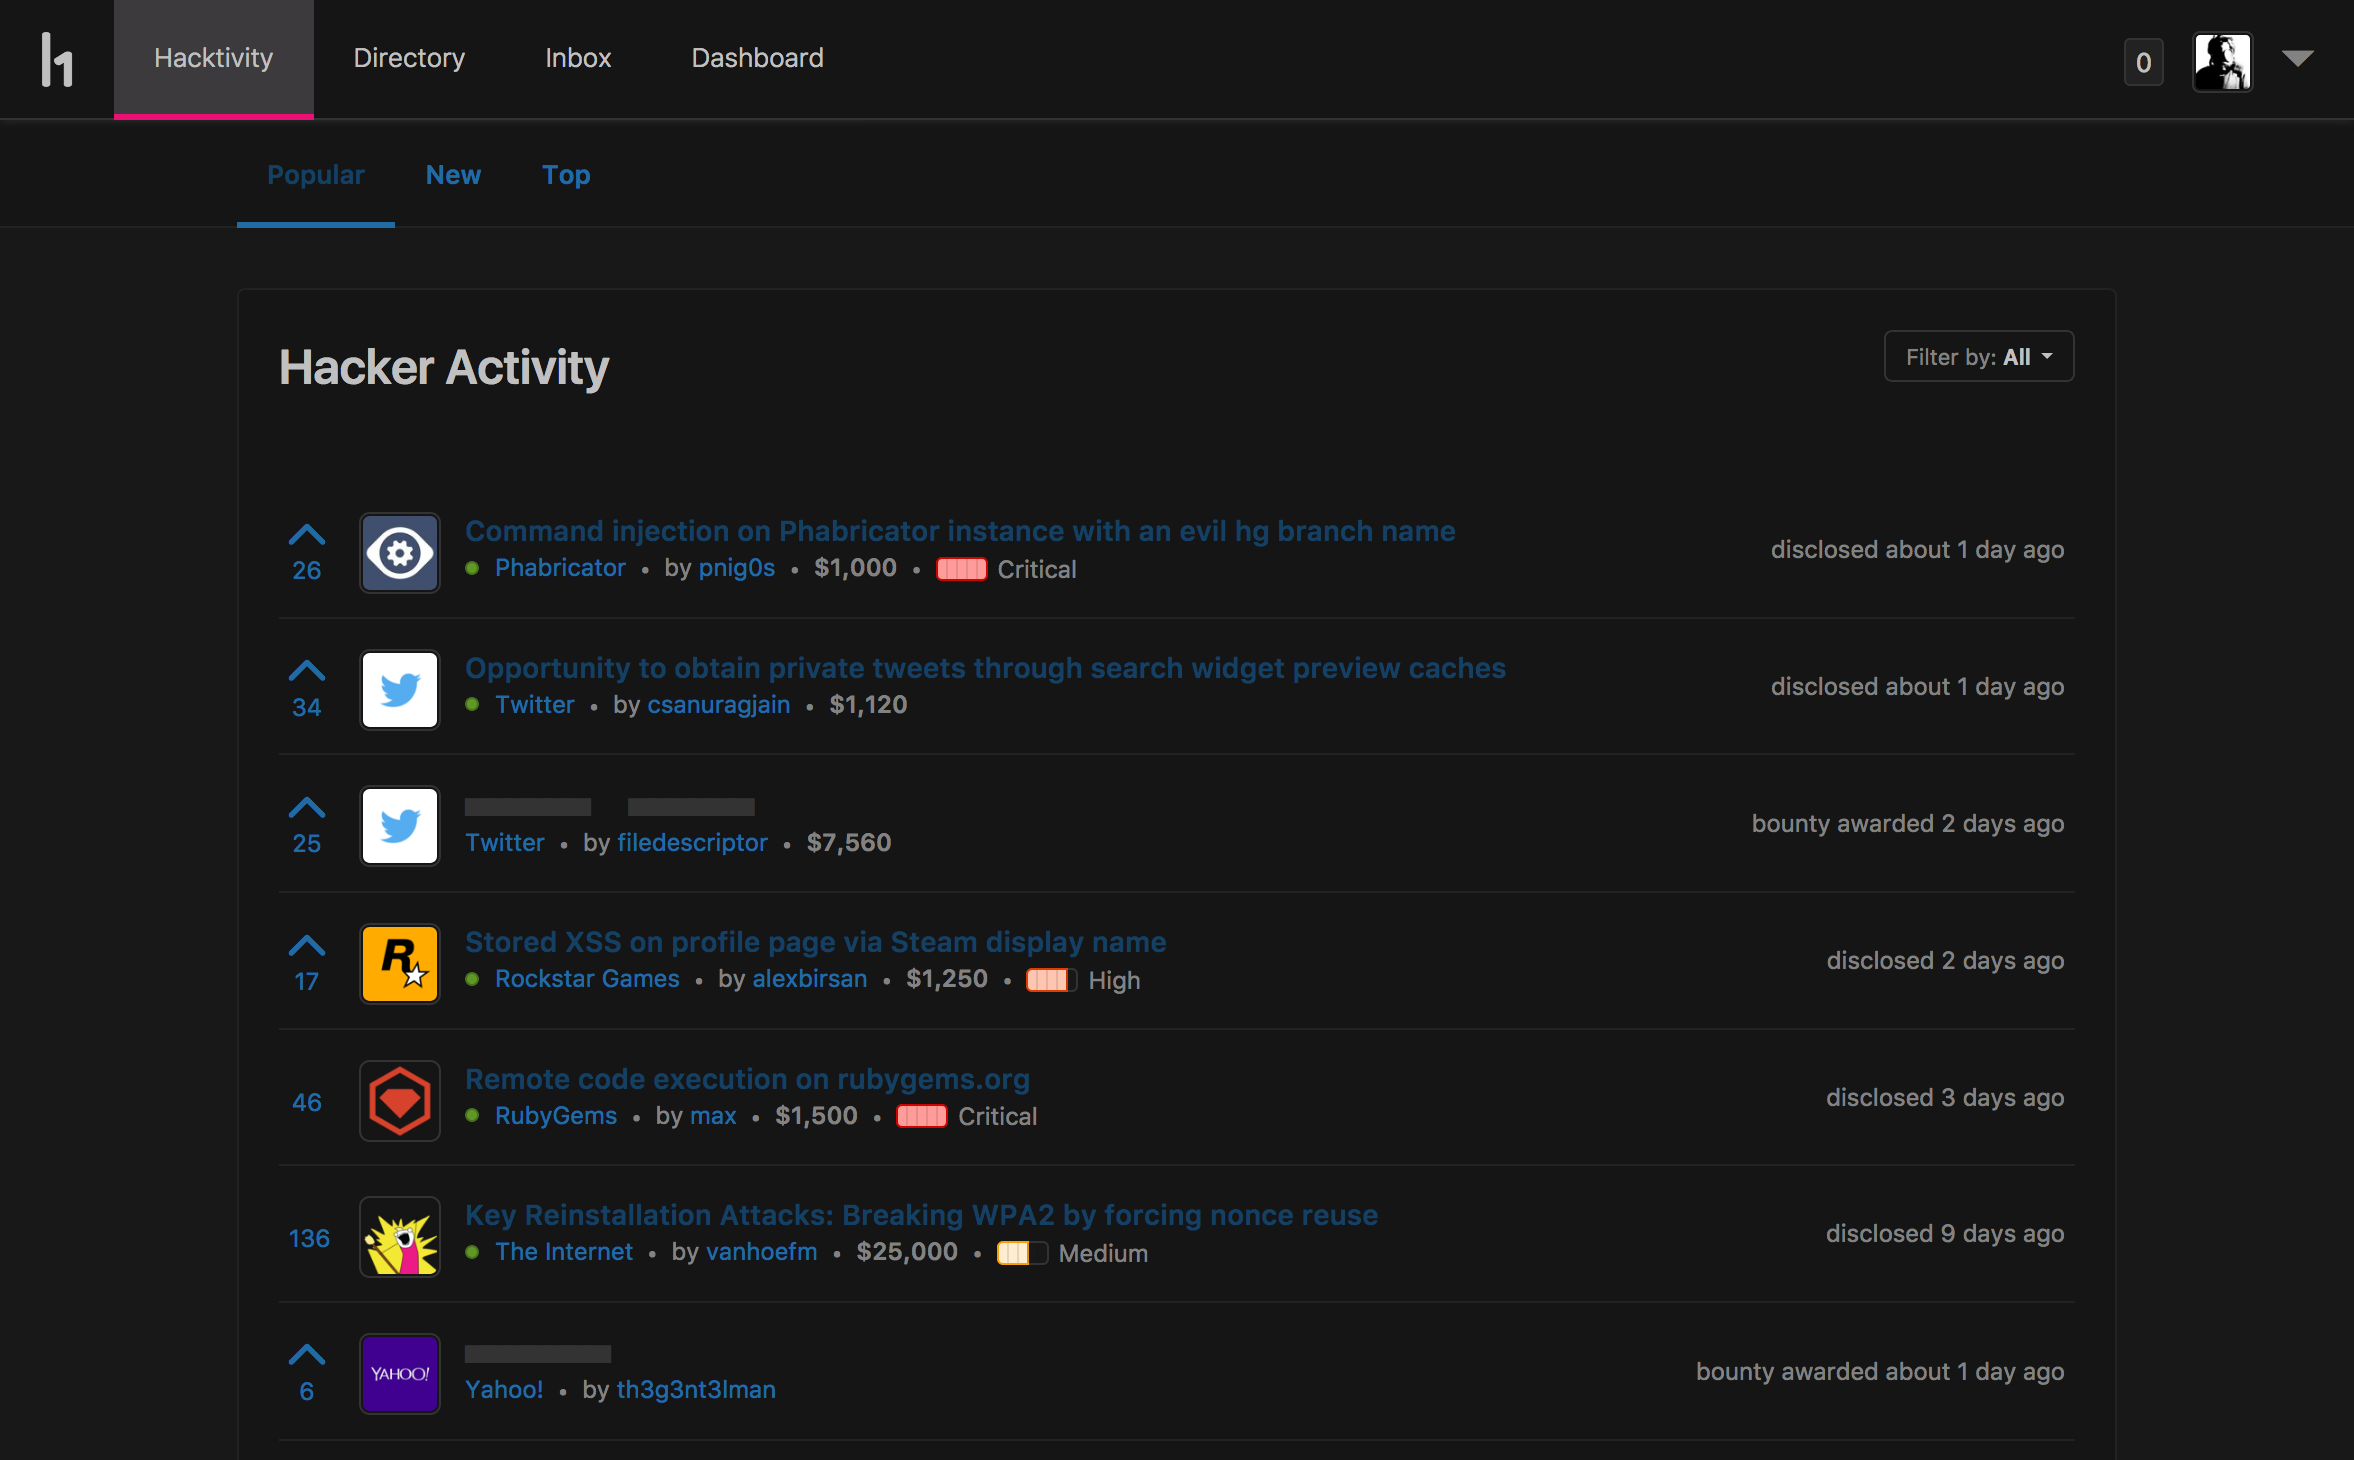 h1 Hacktivity Directory Inbox Dashboard 0
Popular New Top
Hacker Activity Filter by: All
Command injection on Phabricator instance with an evil hg branch name
26 Phabricator • by pnig0s • $1,000 • Critical disclosed about 1 day ago
Opportunity to obtain private tweets through search widget preview caches
34 Twitter • by csanuragjain • $1,120 disclosed about 1 day ago
25 Twitter • by filedescriptor • $7,560 bounty awarded 2 days ago
Stored XSS on profile page via Steam display name
17 Rockstar Games • by alexbirsan • $1,250 • High disclosed 2 days ago
Remote code execution on rubygems.org
46 RubyGems • by max • $1,500 • Critical disclosed 3 days ago
Key Reinstallation Attacks: Breaking WPA2 by forcing nonce reuse
136 The Internet • by vanhoefm • $25,000 • Medium disclosed 9 days ago
YAHOO!
6 Yahoo! • by th3g3nt3lman bounty awarded about 1 day ago